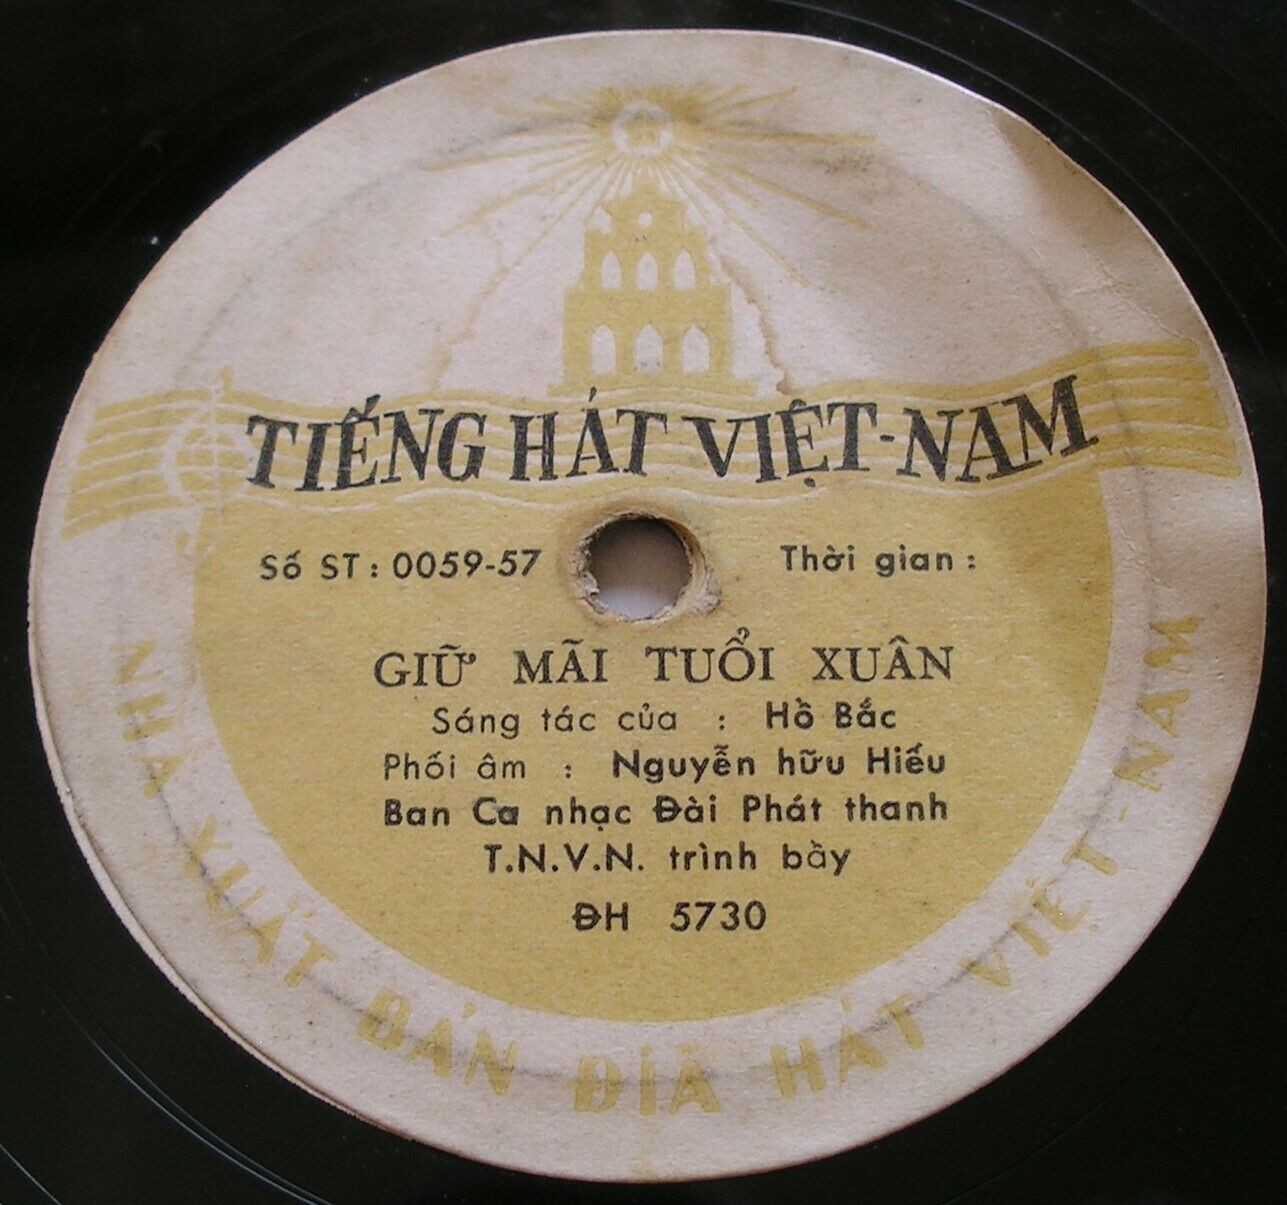 TIẾNG HÁT VIỆT-NAM
Số ST : 0059-57
Thời gian :
GIỮ MÃI TUỔI XUÂN
Sáng tác của : Hồ Bắc
Phối âm : Nguyễn hữu Hiếu
Ban Ca nhạc Đài Phát thanh
T.N.V.N. trình bầy
ĐH 5730
NHÀ XUẤT BẢN ĐĨA HÁT VIỆT-NAM